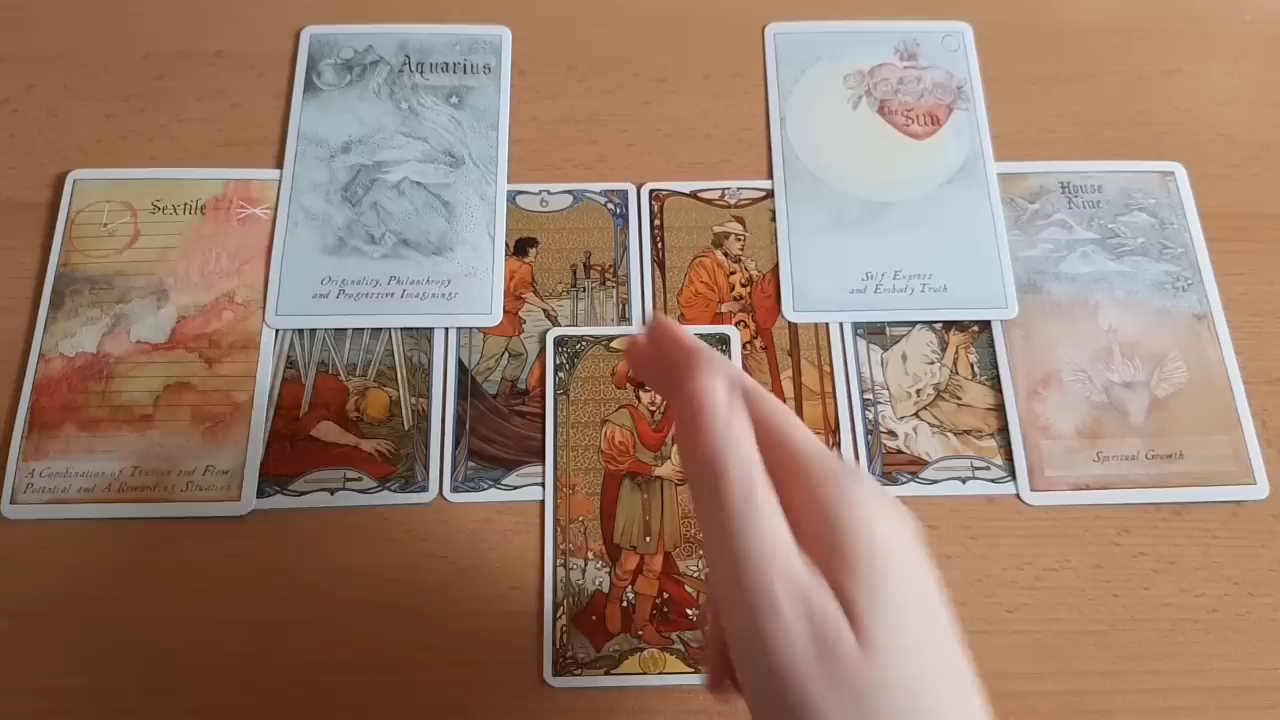 Aquarius
Originality, Philanthropy
and Progressive Imaginings
The Sun
Self-Express
and Embody Truth
Sextile
A Combination of Tension and Flow
Potential and A Rewarding Situation
6
House
Nine
Spiritual Growth